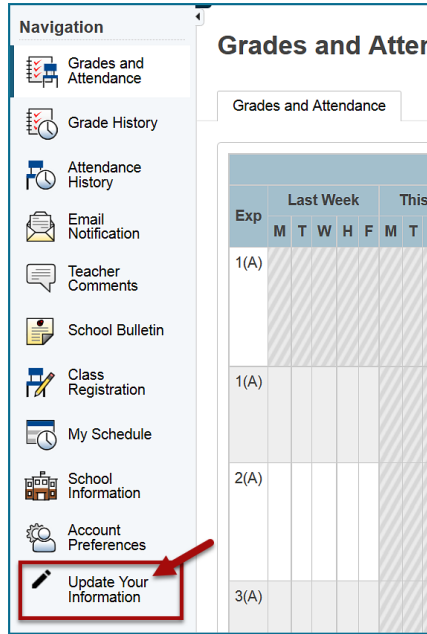 Navigation
Grades and
Attendance
Grade History
Attendance
History
Email
Notification
Teacher
Comments
School Bulletin
Class
Registration
My Schedule
School
Information
Account
Preferences
Update Your
Information
Grades and Atter
Grades and Attendance
Last Week This
Exp
M T W H F M T
1(A)
1(A)
2(A)
3(A)